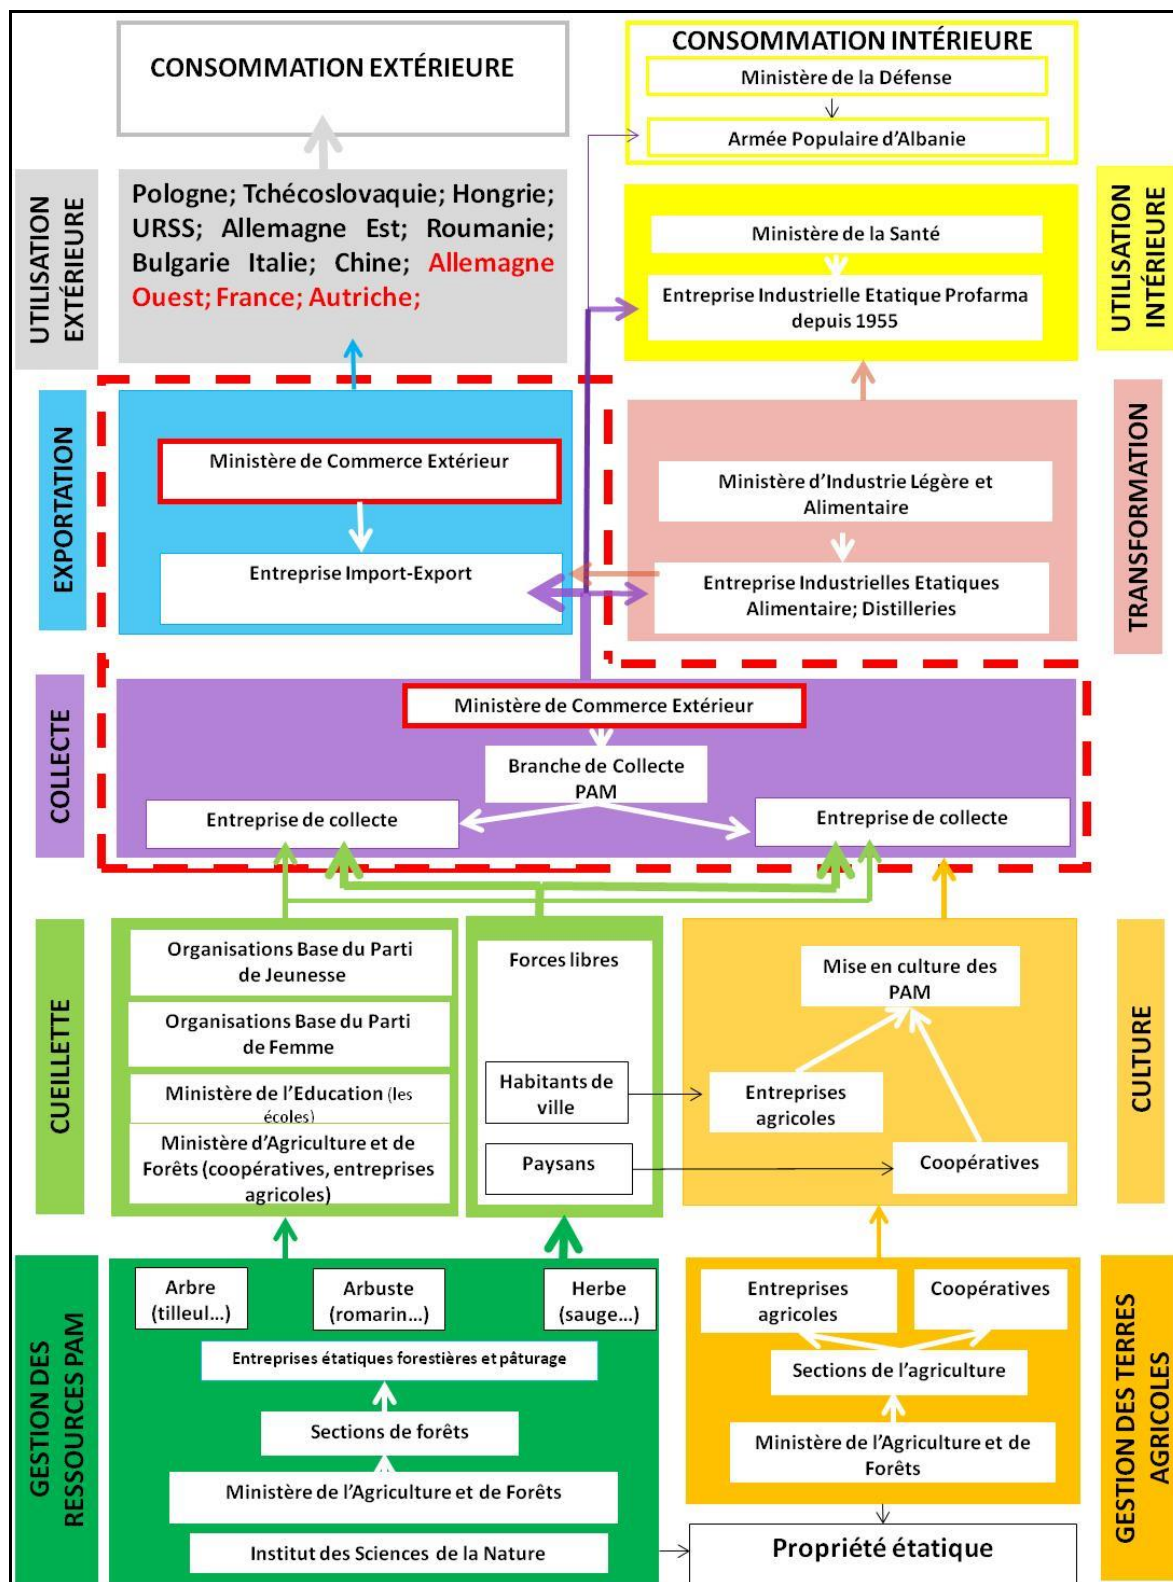 CONSOMMATION EXTÉRIEURE
CONSOMMATION INTÉRIEURE
Ministère de la Défense
Armée Populaire d'Albanie
UTILISATION
EXTÉRIEURE
Pologne; Tchécoslovaquie; Hongrie;
URSS; Allemagne Est; Roumanie;
Bulgarie Italie; Chine; Allemagne
Ouest; France; Autriche;
Ministère de la Santé
Entreprise Industrielle Etatique Profarma
depuis 1955
UTILISATION
INTÉRIEURE
EXPORTATION
Ministère de Commerce Extérieur
Entreprise Import-Export
Ministère d'Industrie Légère et
Alimentaire
Entreprise Industrielles Etatiques
Alimentaire; Distilleries
TRANSFORMATION
COLLECTE
Ministère de Commerce Extérieur
Branche de Collecte
PAM
Entreprise de collecte
Entreprise de collecte
CUEILLETTE
Organisations Base du Parti
de Jeunesse
Organisations Base du Parti
de Femme
Ministère de l'Education (les
écoles)
Ministère d'Agriculture et de
Forêts (coopératives, entreprises
agricoles)
Forces libres
Habitants de
ville
Paysans
Mise en culture des
PAM
Entreprises
agricoles
Coopératives
CULTURE
GESTION DES
RESSOURCES PAM
Arbre
(tilleul...)
Arbuste
(romarin...)
Herbe
(sauge...)
Entreprises étatiques forestières et pâturage
Sections de forêts
Ministère de l'Agriculture et de Forêts
Institut des Sciences de la Nature
Entreprises
agricoles
Coopératives
Sections de l'agriculture
Ministère de l'Agriculture et de
Forêts
Propriété étatique
GESTION DES TERRES
AGRICOLES